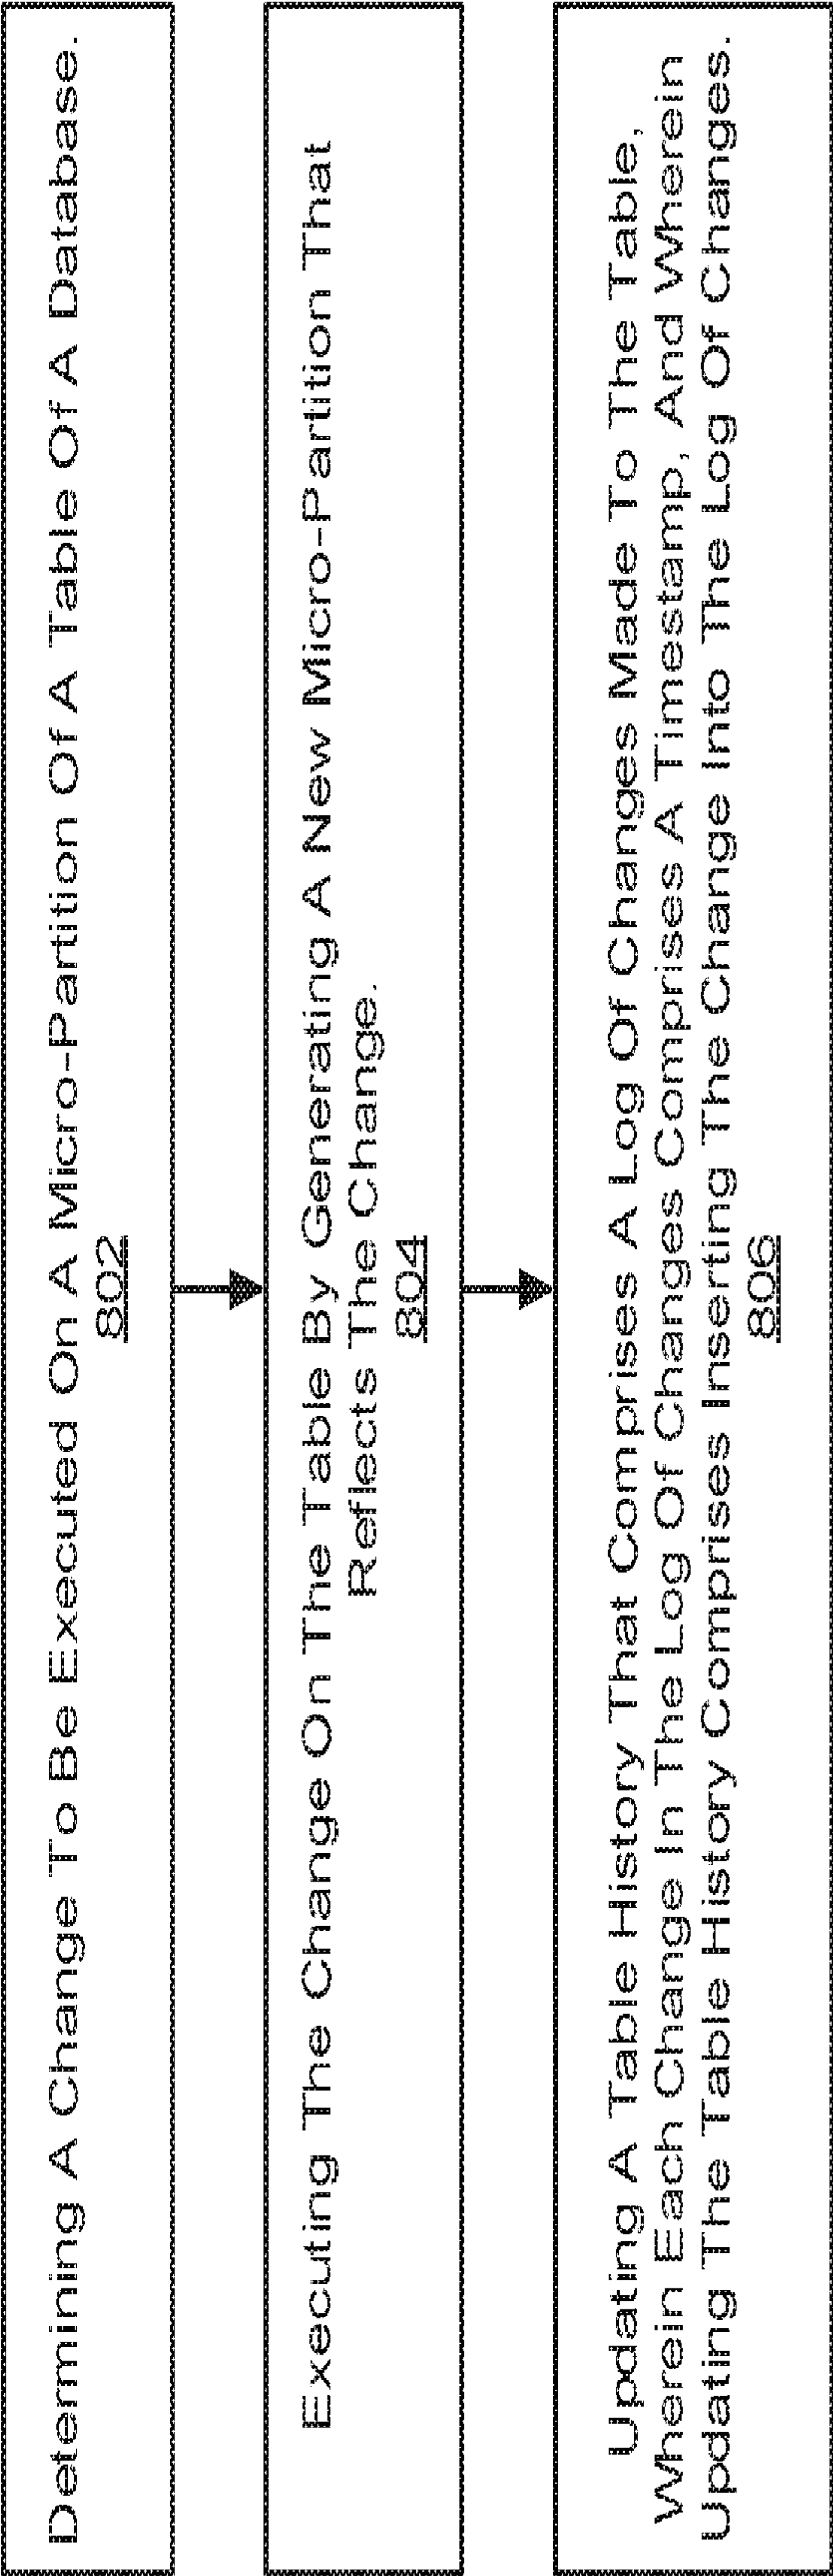 Determining A Change To Be Executed On A Micro-Partition Of A Table Of A Database.
802
Executing The Change On The Table By Generating A New Micro-Partition That
Reflects The Change.
804
Updating A Table History That Comprises A Log Of Changes Made To The Table,
Wherein Each Change In The Log Of Changes Comprises A Timestamp, And Wherein
Updating The Table History Comprises Inserting The Change Into The Log Of Changes.
806